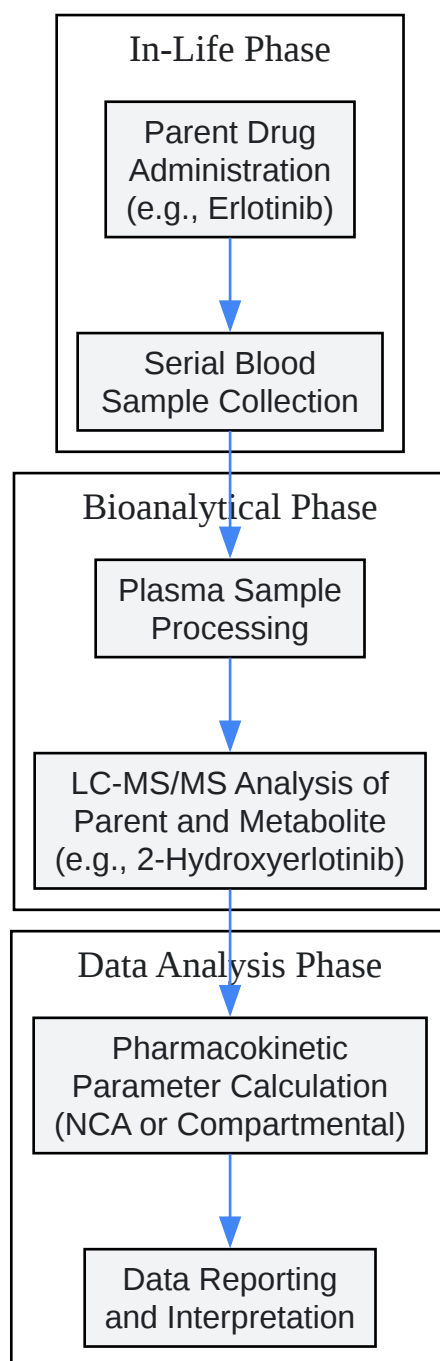 In-Life Phase
Parent Drug
Administration
(e.g., Erlotinib)
Serial Blood
Sample Collection
Bioanalytical Phase
Plasma Sample
Processing
LC-MS/MS Analysis of
Parent and Metabolite
(e.g., 2-Hydroxyerlotinib)
Data Analysis Phase
Pharmacokinetic
Parameter Calculation
(NCA or Compartmental)
Data Reporting
and Interpretation